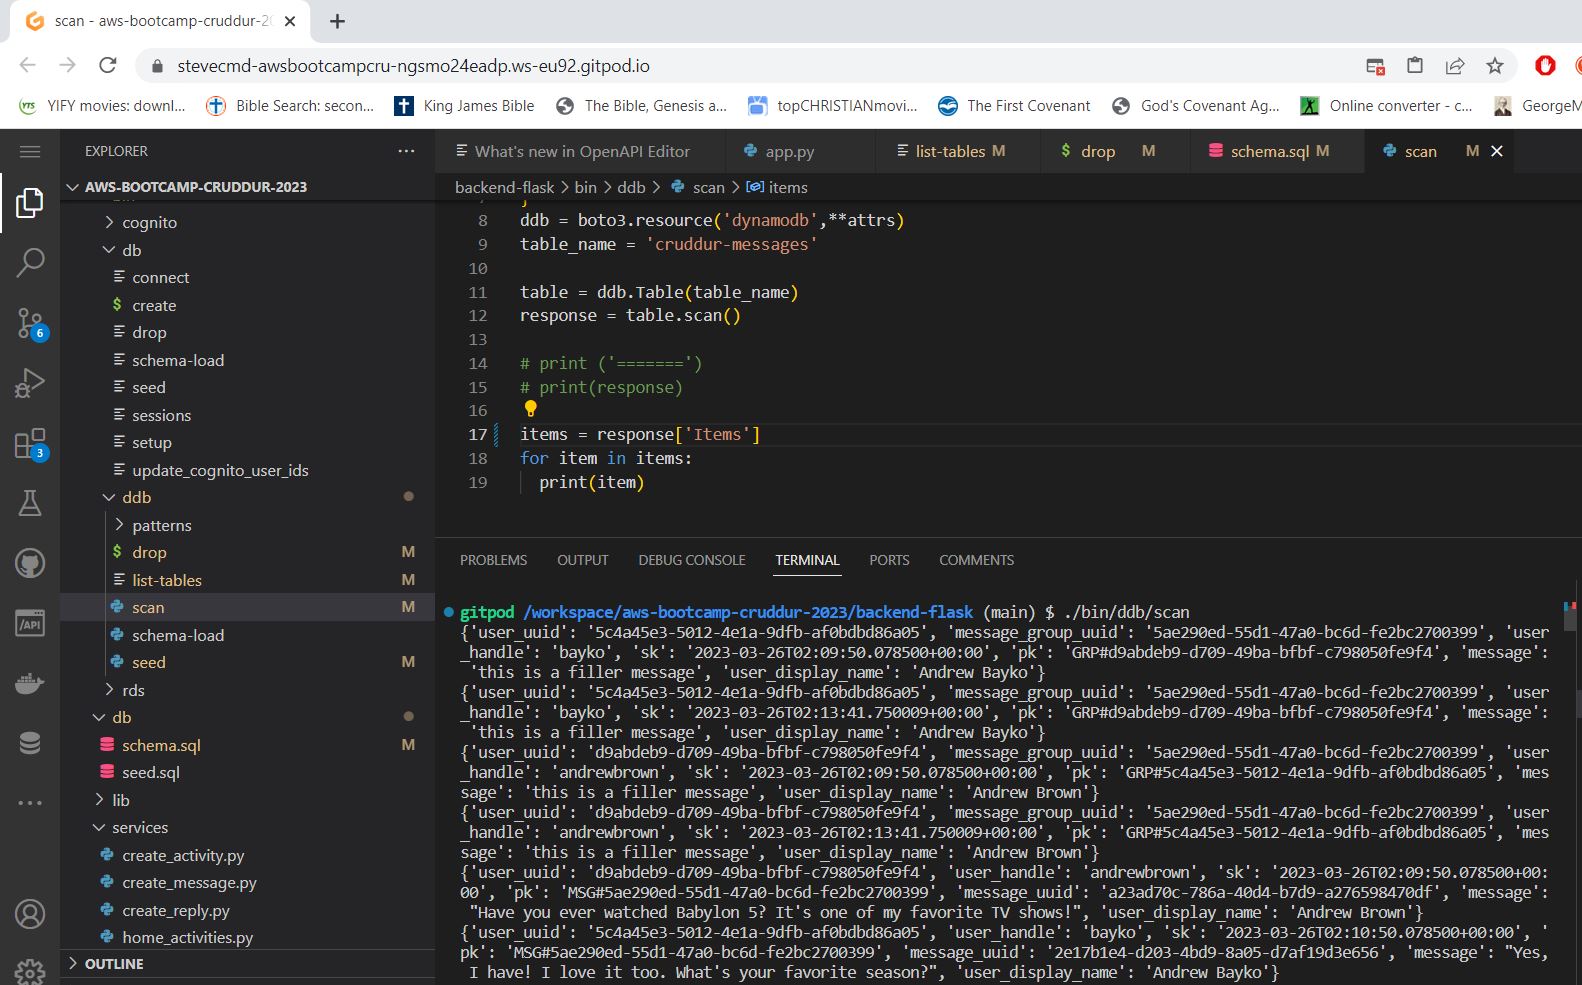 scan - aws-bootcamp-cruddur-20
stevecmd-awsbootcampcru-ngsmo24eadp.ws-eu92.gitpod.io
YTS YIFY movies: downl... Bible Search: secon... King James Bible The Bible, Genesis a... topCHRISTIANmovi... The First Covenant God's Covenant Ag... Online converter - c... GeorgeM
EXPLORER
AWS-BOOTCAMP-CRUDDUR-2023
cognito
db
connect
$ create
drop
schema-load
seed
sessions
setup
update_cognito_user_ids
ddb
patterns
$ drop M
list-tables M
scan M
schema-load
seed M
rds
db
schema.sql M
seed.sql
lib
services
create_activity.py
create_message.py
create_reply.py
home_activities.py
OUTLINE
6
3
/API
What's new in OpenAPI Editor app.py list-tables M $ drop M schema.sql M scan M
backend-flask > bin > ddb > scan > items
7 }
8 ddb = boto3.resource('dynamodb',**attrs)
9 table_name = 'cruddur-messages'
10
11 table = ddb.Table(table_name)
12 response = table.scan()
13
14 # print ('=======')
15 # print(response)
16
17 items = response['Items']
18 for item in items:
19 print(item)
PROBLEMS OUTPUT DEBUG CONSOLE TERMINAL PORTS COMMENTS
gitpod /workspace/aws-bootcamp-cruddur-2023/backend-flask (main) $ ./bin/ddb/scan
{'user_uuid': '5c4a45e3-5012-4e1a-9dfb-af0bdbd86a05', 'message_group_uuid': '5ae290ed-55d1-47a0-bc6d-fe2bc2700399', 'user
_handle': 'bayko', 'sk': '2023-03-26T02:09:50.078500+00:00', 'pk': 'GRP#d9abdeb9-d709-49ba-bfbf-c798050fe9f4', 'message':
'this is a filler message', 'user_display_name': 'Andrew Bayko'}
{'user_uuid': '5c4a45e3-5012-4e1a-9dfb-af0bdbd86a05', 'message_group_uuid': '5ae290ed-55d1-47a0-bc6d-fe2bc2700399', 'user
_handle': 'bayko', 'sk': '2023-03-26T02:13:41.750009+00:00', 'pk': 'GRP#d9abdeb9-d709-49ba-bfbf-c798050fe9f4', 'message':
'this is a filler message', 'user_display_name': 'Andrew Bayko'}
{'user_uuid': 'd9abdeb9-d709-49ba-bfbf-c798050fe9f4', 'message_group_uuid': '5ae290ed-55d1-47a0-bc6d-fe2bc2700399', 'user
_handle': 'andrewbrown', 'sk': '2023-03-26T02:09:50.078500+00:00', 'pk': 'GRP#5c4a45e3-5012-4e1a-9dfb-af0bdbd86a05', 'mes
sage': 'this is a filler message', 'user_display_name': 'Andrew Brown'}
{'user_uuid': 'd9abdeb9-d709-49ba-bfbf-c798050fe9f4', 'message_group_uuid': '5ae290ed-55d1-47a0-bc6d-fe2bc2700399', 'user
_handle': 'andrewbrown', 'sk': '2023-03-26T02:13:41.750009+00:00', 'pk': 'GRP#5c4a45e3-5012-4e1a-9dfb-af0bdbd86a05', 'mes
sage': 'this is a filler message', 'user_display_name': 'Andrew Brown'}
{'user_uuid': 'd9abdeb9-d709-49ba-bfbf-c798050fe9f4', 'user_handle': 'andrewbrown', 'sk': '2023-03-26T02:09:50.078500+00:
00', 'pk': 'MSG#5ae290ed-55d1-47a0-bc6d-fe2bc2700399', 'message_uuid': 'a23ad70c-786a-40d4-b7d9-a276598470df', 'message':
"Have you ever watched Babylon 5? It's one of my favorite TV shows!", 'user_display_name': 'Andrew Brown'}
{'user_uuid': '5c4a45e3-5012-4e1a-9dfb-af0bdbd86a05', 'user_handle': 'bayko', 'sk': '2023-03-26T02:10:50.078500+00:00', '
pk': 'MSG#5ae290ed-55d1-47a0-bc6d-fe2bc2700399', 'message_uuid': '2e17b1e4-d203-4bd9-8a05-d7af19d3e656', 'message': "Yes,
I have! I love it too. What's your favorite season?", 'user_display_name': 'Andrew Bayko'}